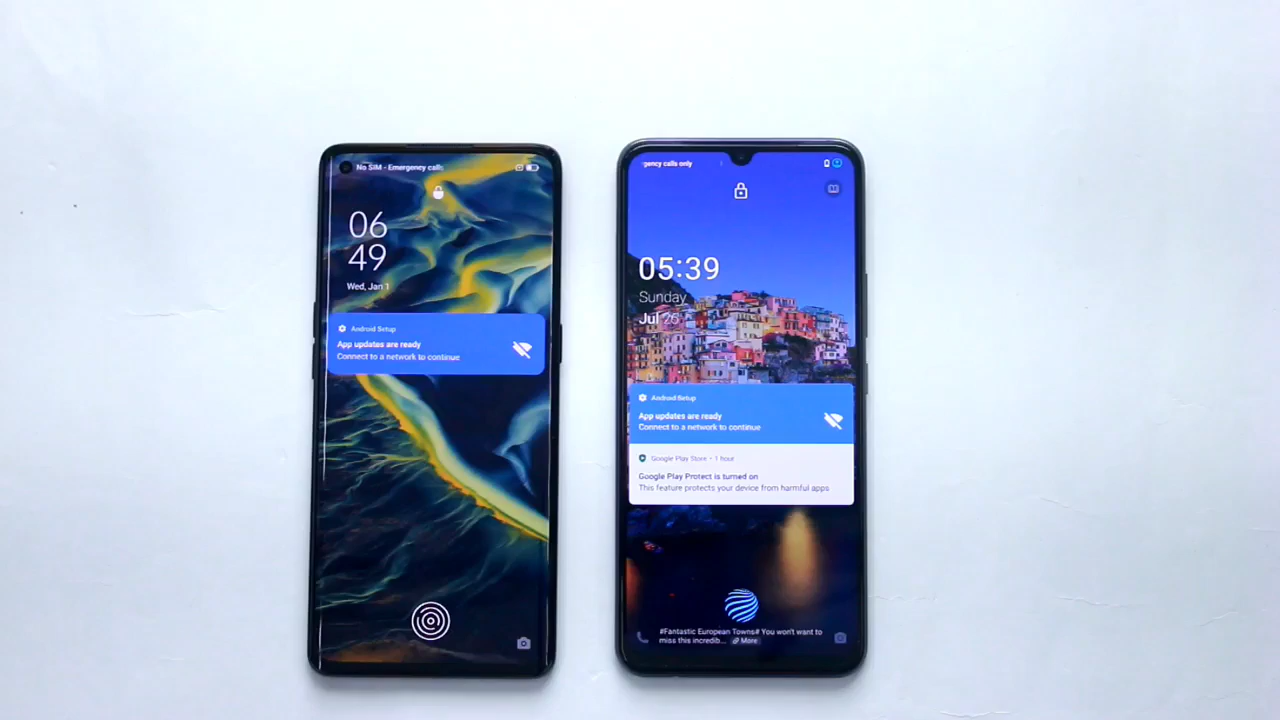 No SIM - Emergency calls
06
49
Wed, Jan 1
Android Setup
App updates are ready
Connect to a network to continue
gency calls only
05:39
Sunday
Jul 26
Android Setup
App updates are ready
Connect to a network to continue
Google Play Store • 1 hour
Google Play Protect is turned on
This feature protects your device from harmful apps
#Fantastic European Towns# You won't want to
miss this incredib... More